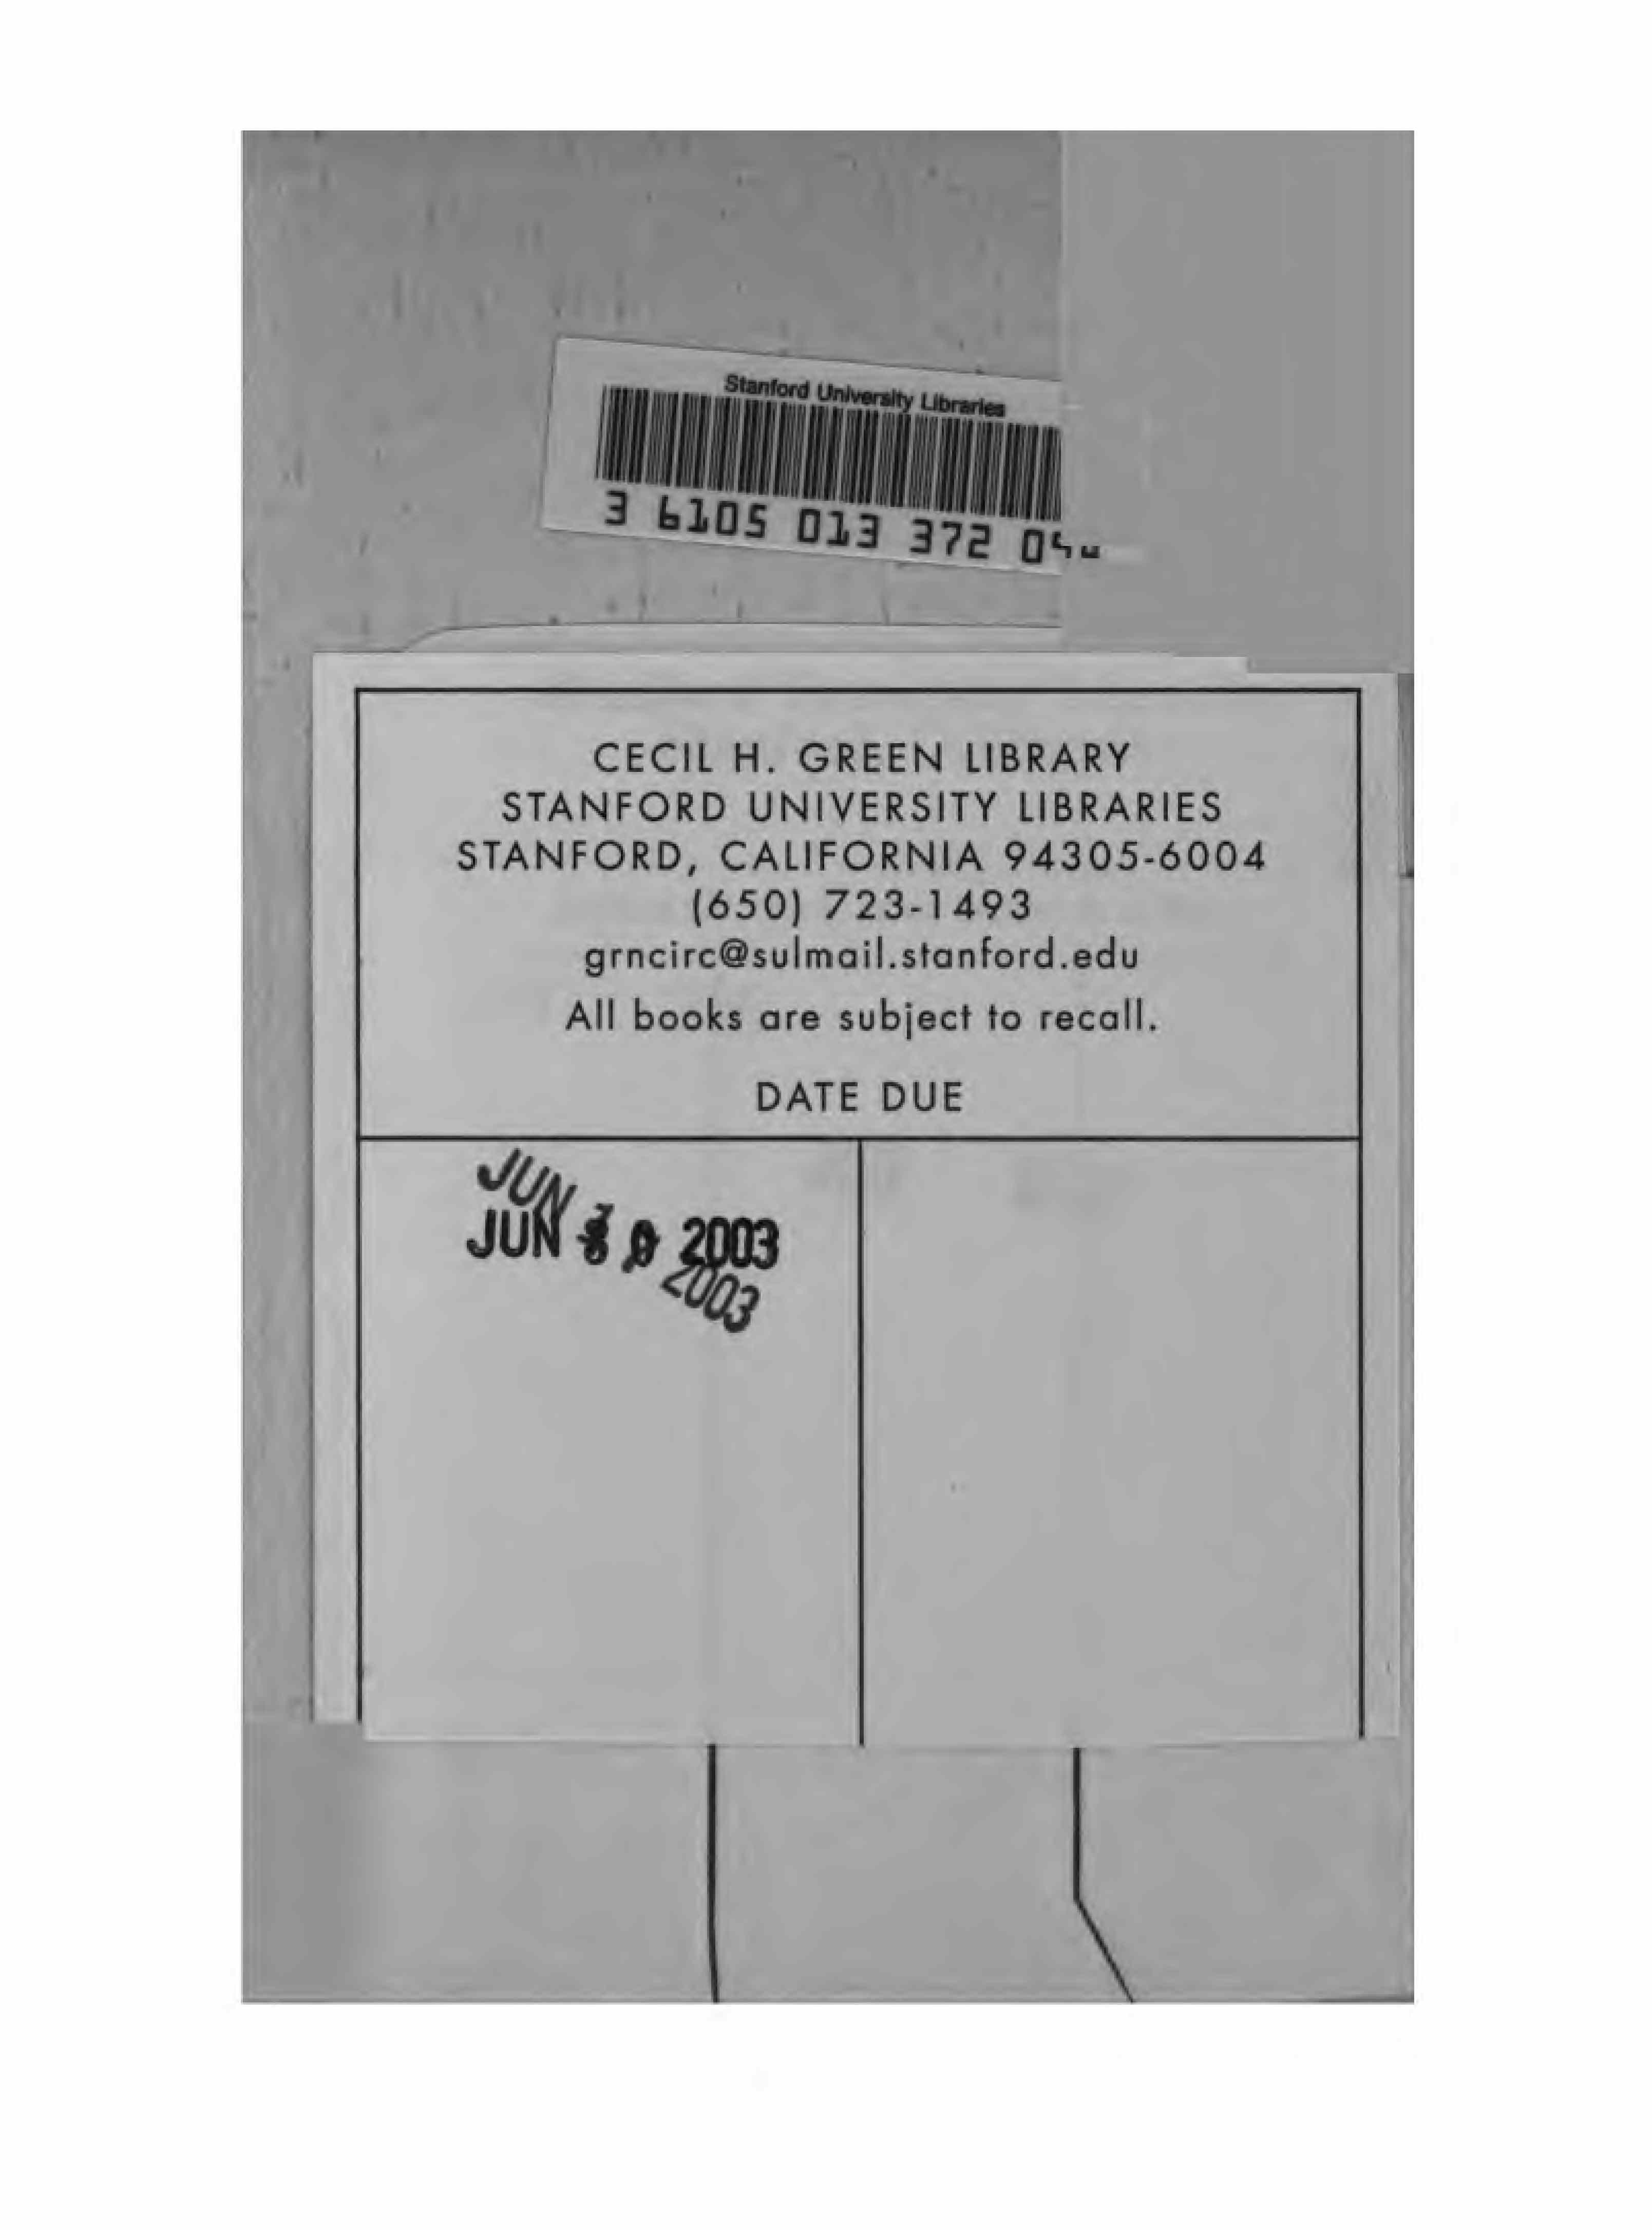 Stanford University Libraries
3 6105 013 372
CECIL H. GREEN LIBRARY
STANFORD UNIVERSITY LIBRARIES
STANFORD, CALIFORNIA 94305-6004
(650) 723-1493
grncirc@sulmail.stanford.edu
All books are subject to recall.
DATE DUE
JUN
JUN 2003
2003